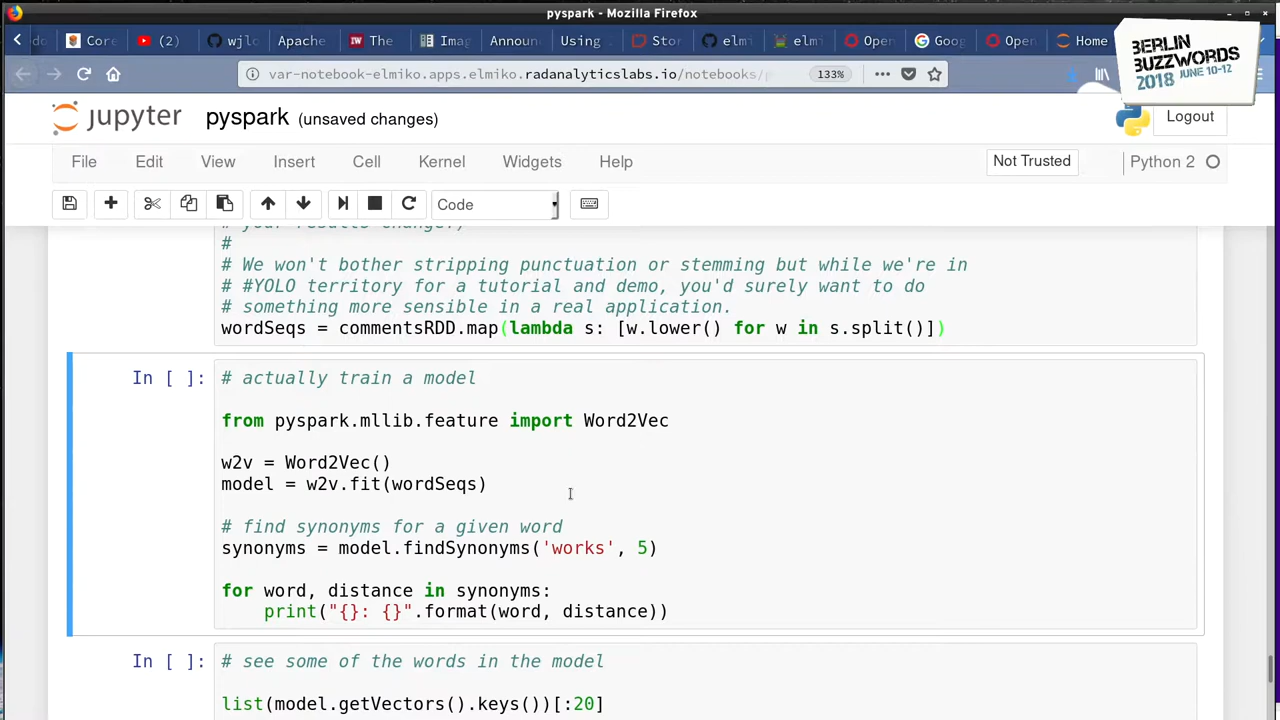 pyspark - Mozilla Firefox
Core
(2)
wjlo
Apache
The
Imag
Announ
Using
Stor
elmi
elmi
Open
Goo
Open
Home
BERLIN
BUZZWORDS
2018 JUNE 10-12
var-notebook-elmiko.apps.elmiko.radanalyticslabs.io/notebooks/
133%
jupyter pyspark (unsaved changes)
Logout
File Edit View Insert Cell Kernel Widgets Help
Not Trusted
Python 2
Code
#
# We won't bother stripping punctuation or stemming but while we're in
# #YOLO territory for a tutorial and demo, you'd surely want to do
# something more sensible in a real application.
wordSeqs = commentsRDD.map(lambda s: [w.lower() for w in s.split()])
In [ ]: # actually train a model
from pyspark.mllib.feature import Word2Vec
w2v = Word2Vec()
model = w2v.fit(wordSeqs)
# find synonyms for a given word
synonyms = model.findSynonyms('works', 5)
for word, distance in synonyms:
print("{}: {}".format(word, distance))
In [ ]: # see some of the words in the model
list(model.getVectors().keys())[:20]